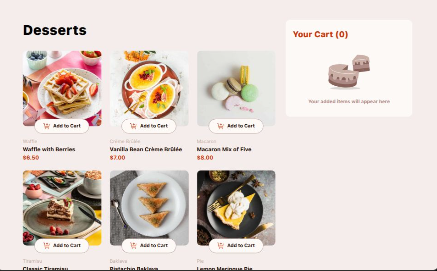 Desserts
Your Cart (0)
Your added items will appear here
Add to Cart
Add to Cart
Add to Cart
Waffle
Crème Brûlée
Macaron
Waffle with Berries
Vanilla Bean Crème Brûlée
Macaron Mix of Five
$6.50
$7.00
$8.00
Add to Cart
Add to Cart
Add to Cart
Tiramisu
Baklava
Pie
Classic Tiramisu
Pistachio Baklava
Lemon Meringue Pie